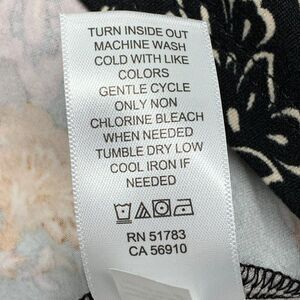 TURN INSIDE OUT
MACHINE WASH
COLD WITH LIKE
COLORS
GENTLE CYCLE
ONLY NON
CHLORINE BLEACH
WHEN NEEDED
TUMBLE DRY LOW
COOL IRON IF
NEEDED
RN 51783
CA 56910